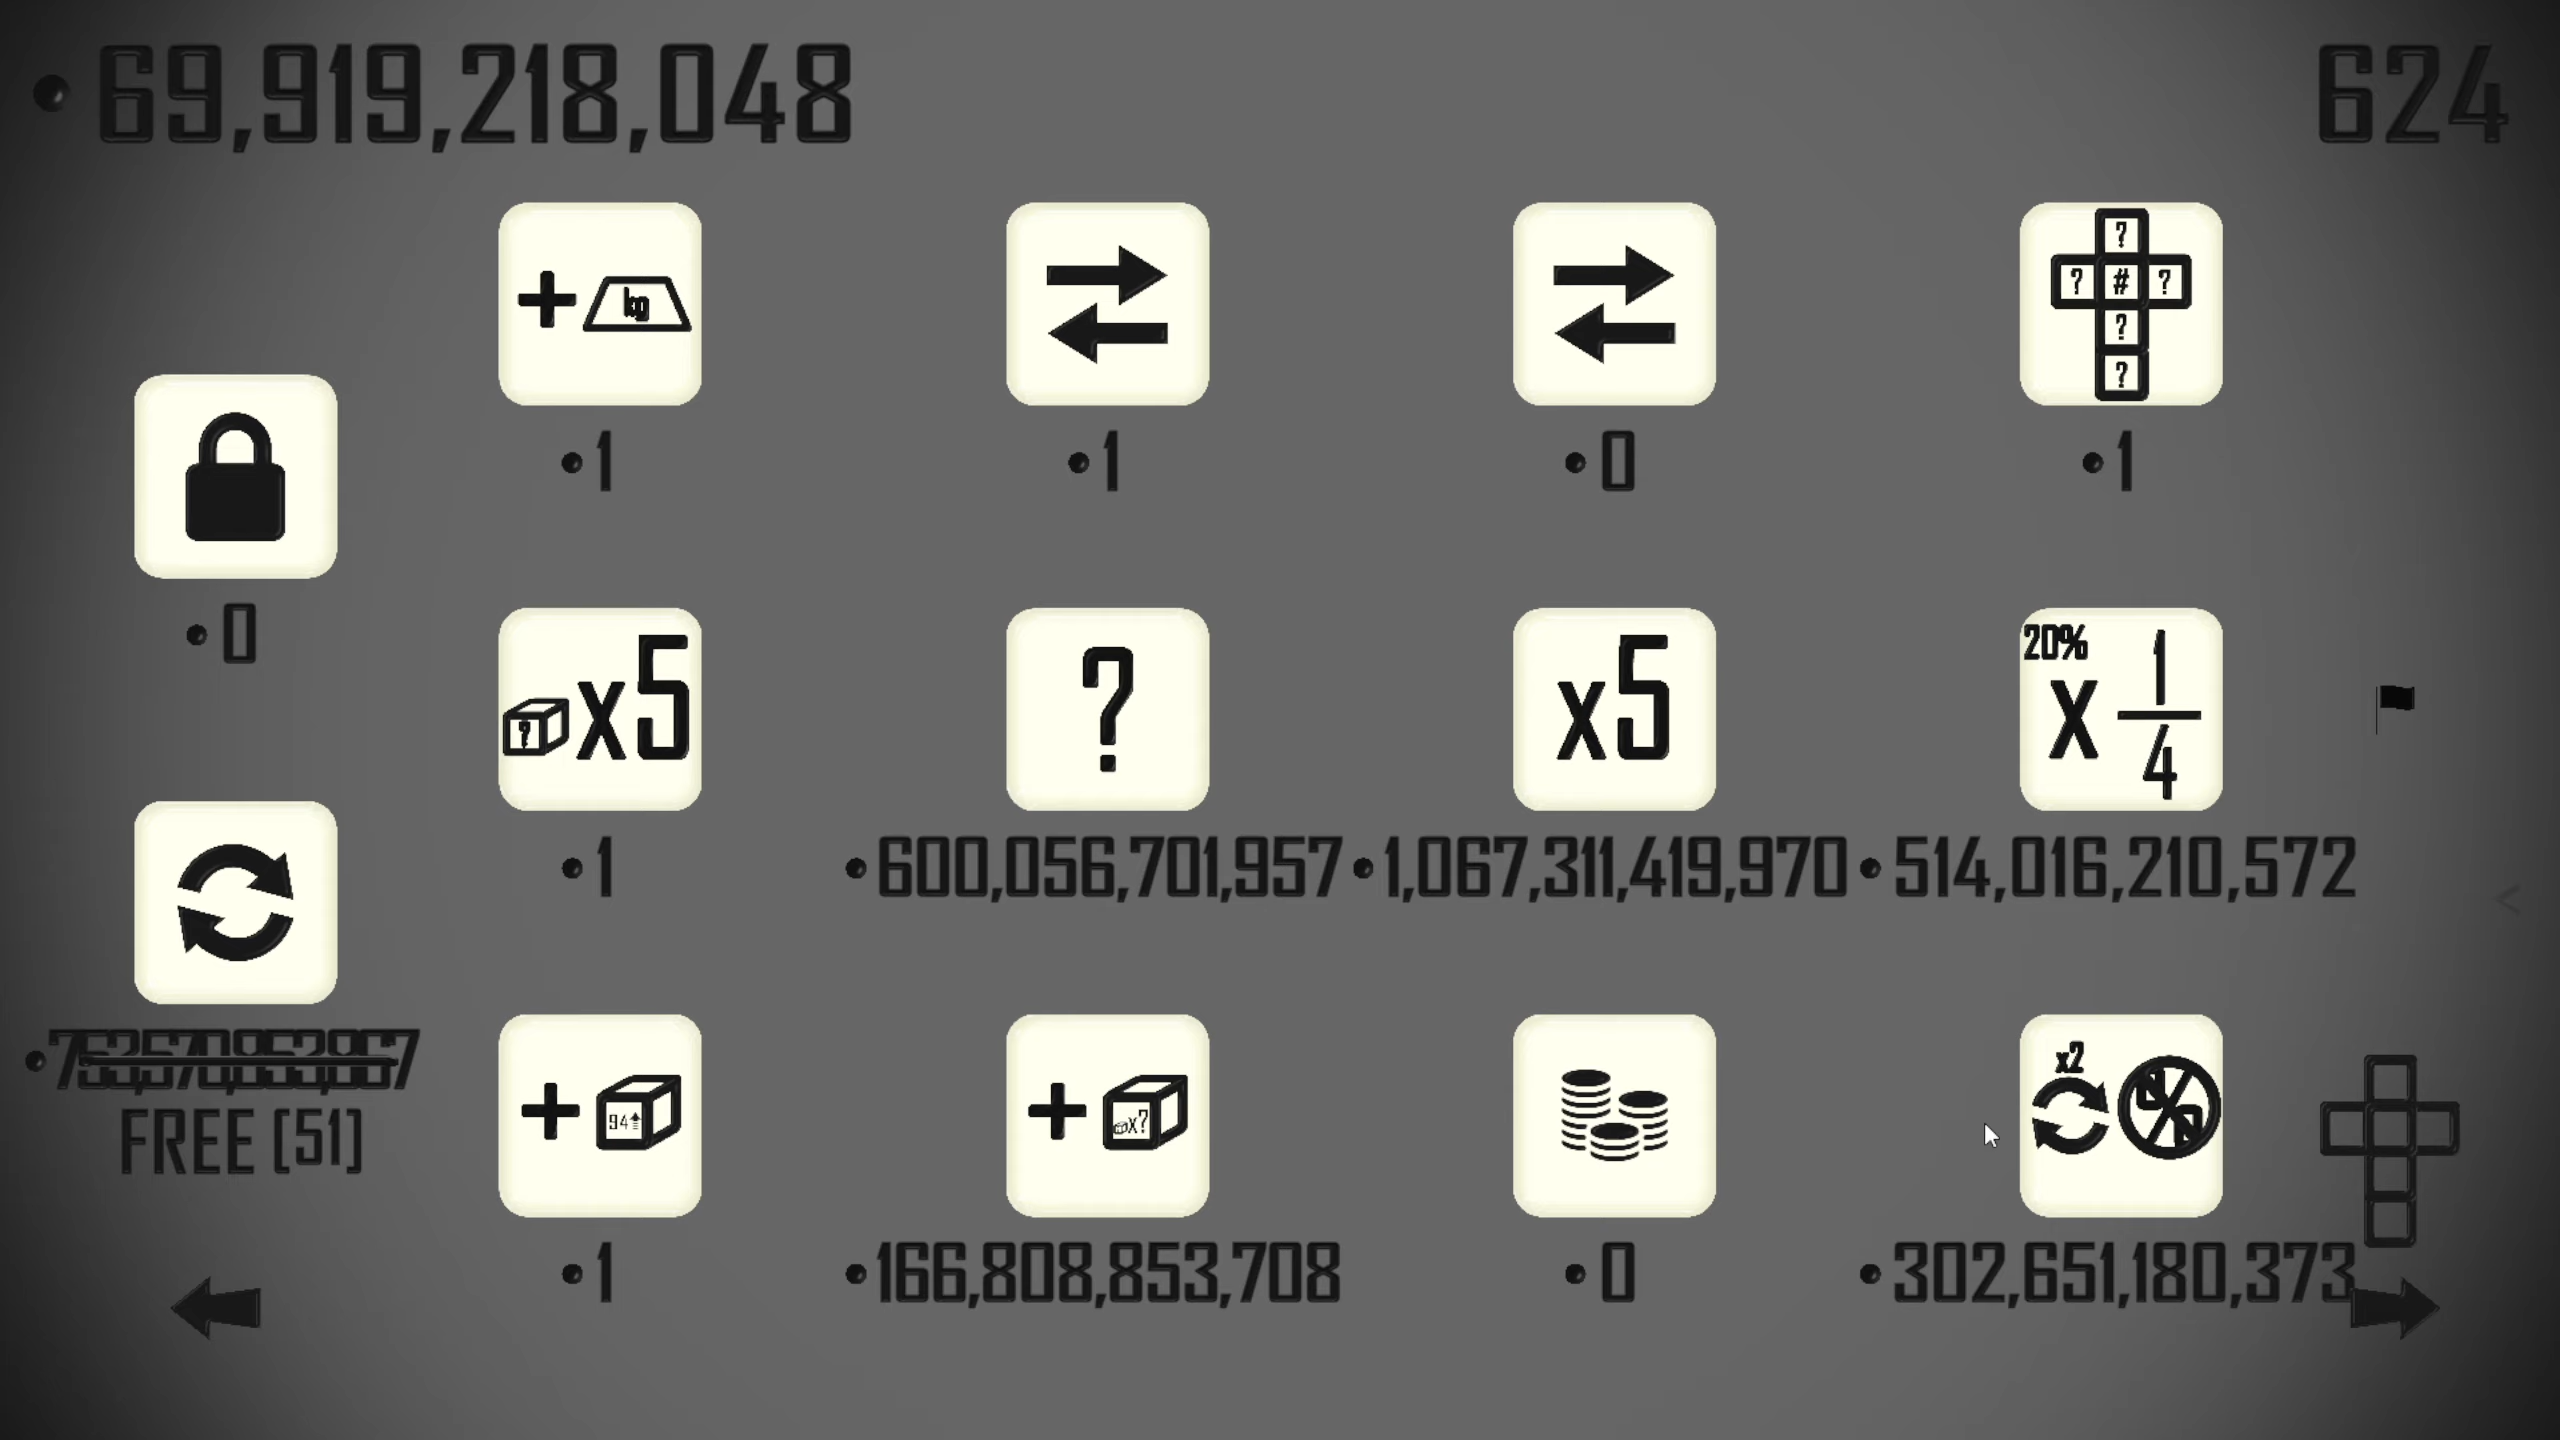 69,919,218,048
624
+ kg
?
? # ?
?
?
1
1
0
1
0
? x5
?
x5
20%
x 1/4
1
600,056,701,957
1,067,311,419,970
514,016,210,572
<
+ 94
+ x?
x2
FREE [51]
1
166,808,853,708
0
302,651,180,373